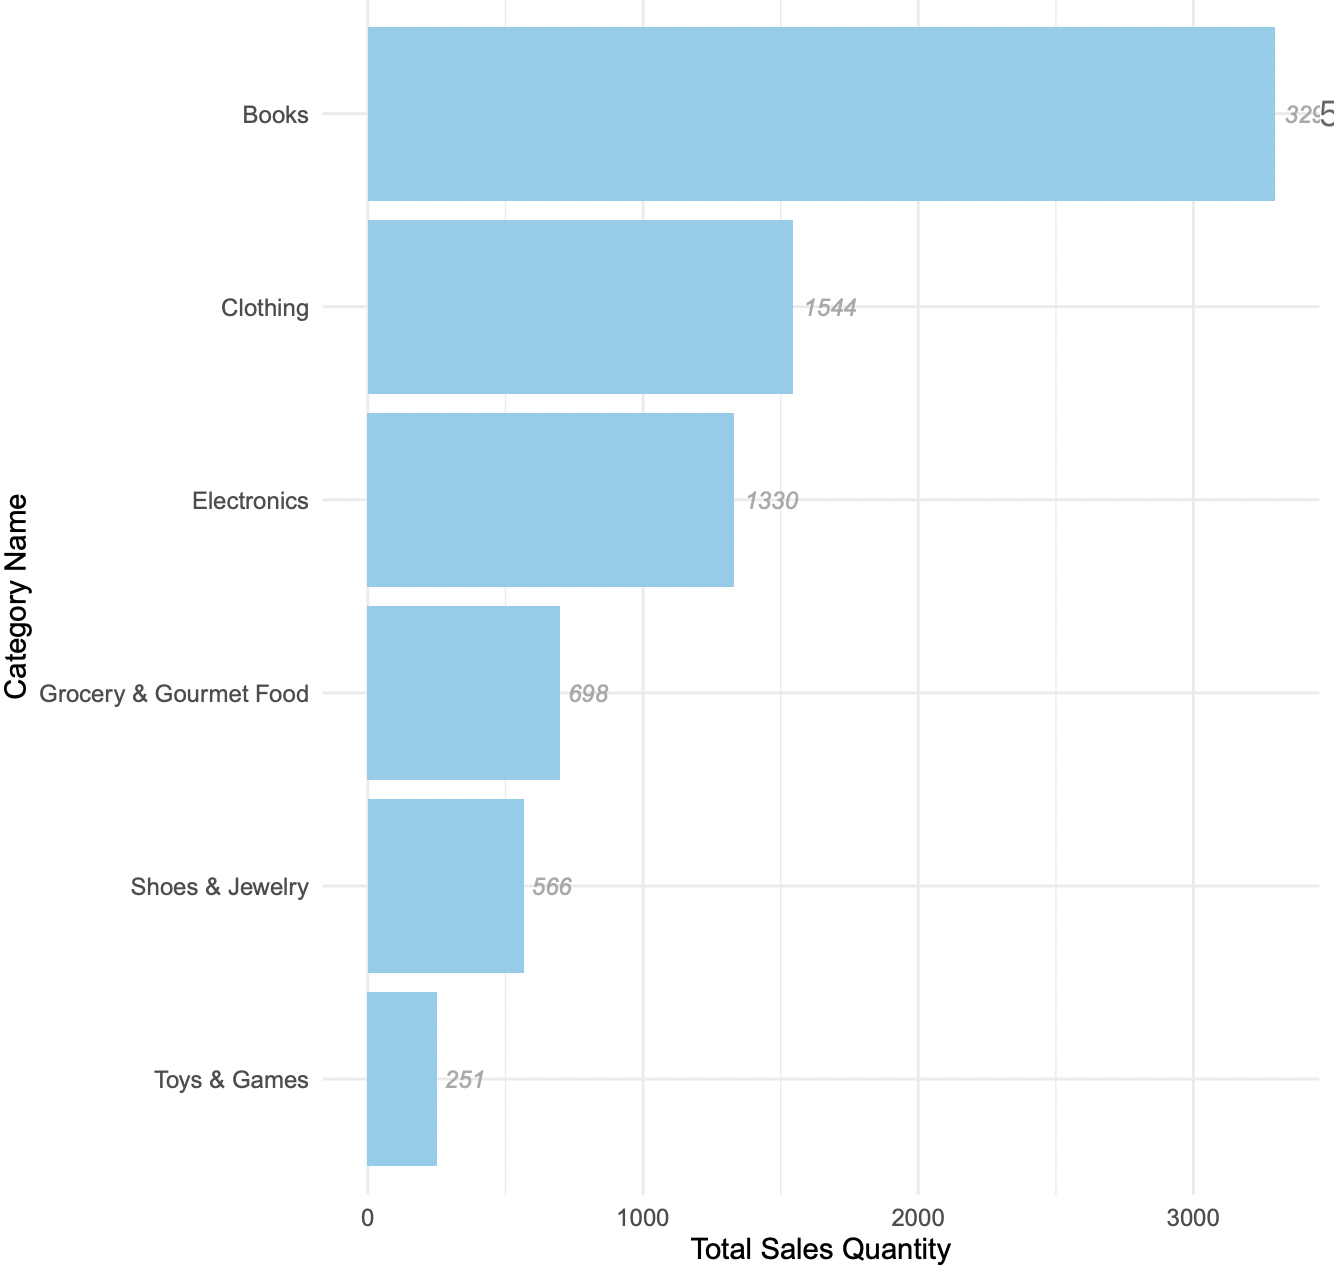 Books 3295
Clothing 1544
Electronics 1330
Grocery & Gourmet Food 698
Shoes & Jewelry 566
Toys & Games 251
0 1000 2000 3000
Total Sales Quantity
Category Name